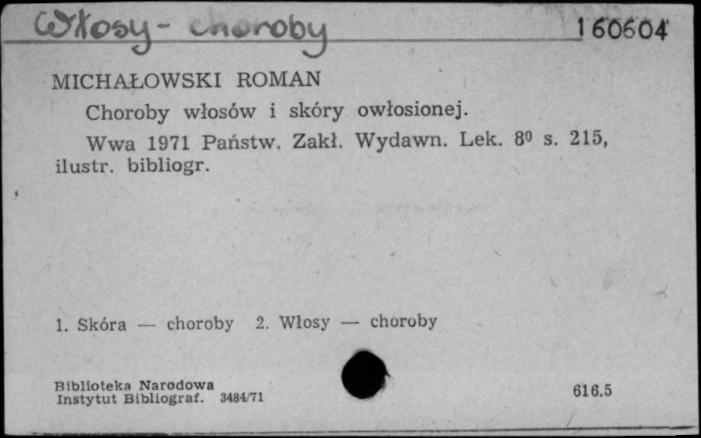 Włosy - choroby 160604
MICHAŁOWSKI ROMAN
Choroby włosów i skóry owłosionej.
Wwa 1971 Państw. Zakł. Wydawn. Lek. 8⁰ s. 215,
ilustr. bibliogr.
1. Skóra — choroby 2. Włosy — choroby
Biblioteka Narodowa
Instytut Bibliograf. 3484/71 616.5